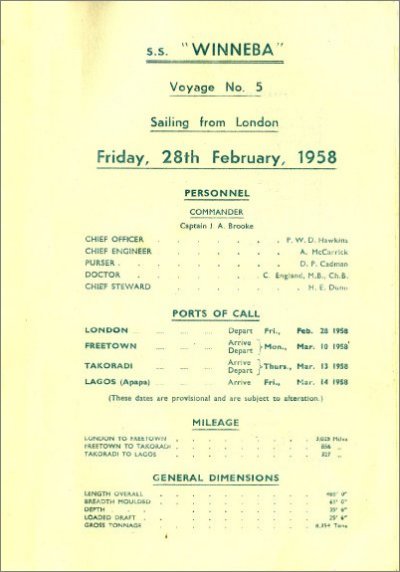 S.S. "WINNEBA"
Voyage No. 5
Sailing from London
Friday, 28th February, 1958
PERSONNEL
COMMANDER
Captain J. A. Brooke
CHIEF OFFICER . . . . . . . P. W. D. Hawkins
CHIEF ENGINEER . . . . . . . A. McCarrick
PURSER . . . . . . . . D. P. Cadman
DOCTOR . . . . . . C. England, M.B., Ch.B.
CHIEF STEWARD . . . . . . . H. E. Dunn
PORTS OF CALL
LONDON .... .... .... Depart Fri., Feb. 28 1958
FREETOWN .... .... Arrive Depart } Mon., Mar. 10 1958
TAKORADI .... .... Arrive Depart } Thurs., Mar. 13 1958
LAGOS (Apapa) .... .... Arrive Fri., Mar. 14 1958
(These dates are provisional and are subject to alteration.)
MILEAGE
LONDON TO FREETOWN . . . . . . . Miles
FREETOWN TO TAKORADI . . . . . . . „
TAKORADI TO LAGOS . . . . . . . 327 „
GENERAL DIMENSIONS
LENGTH OVERALL . . . . . . .
BREADTH MOULDED . . . . . . .
DEPTH . . . . . . . .
LOADED DRAFT . . . . . . .
GROSS TONNAGE . . . . . . . Tons